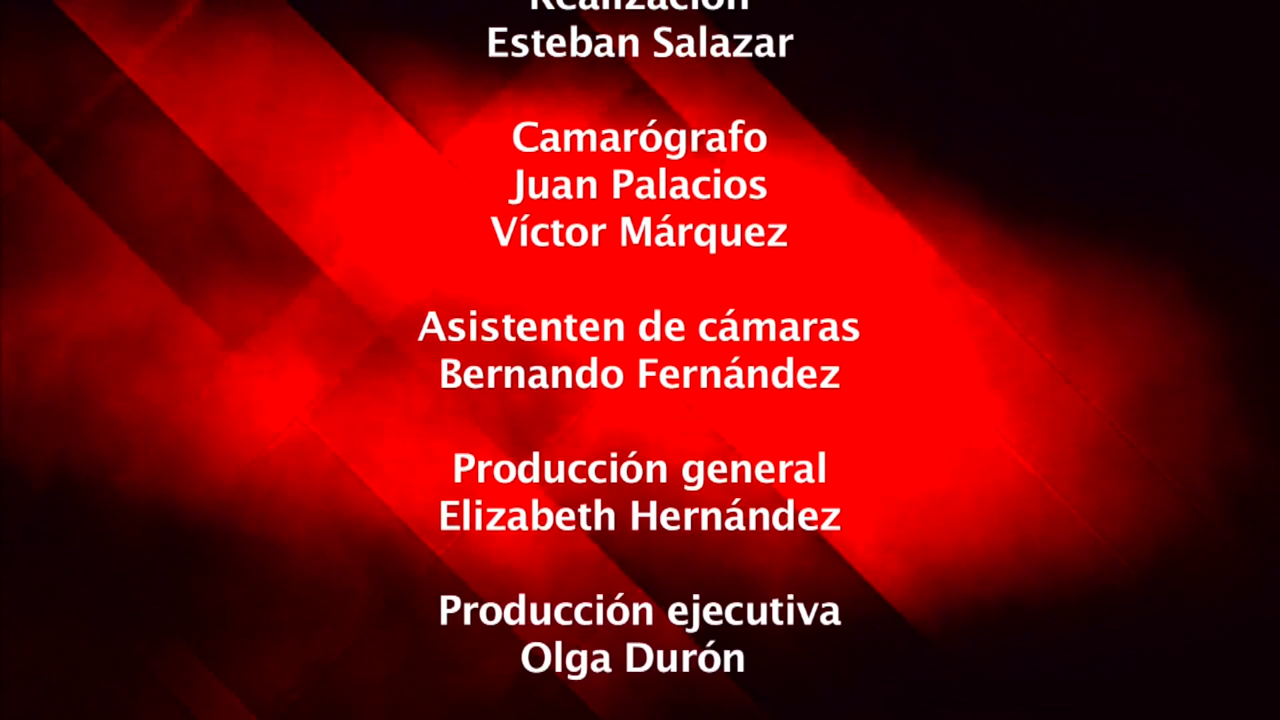 Realización
Esteban Salazar
Camarógrafo
Juan Palacios
Víctor Márquez
Asistenten de cámaras
Bernando Fernández
Producción general
Elizabeth Hernández
Producción ejecutiva
Olga Durón